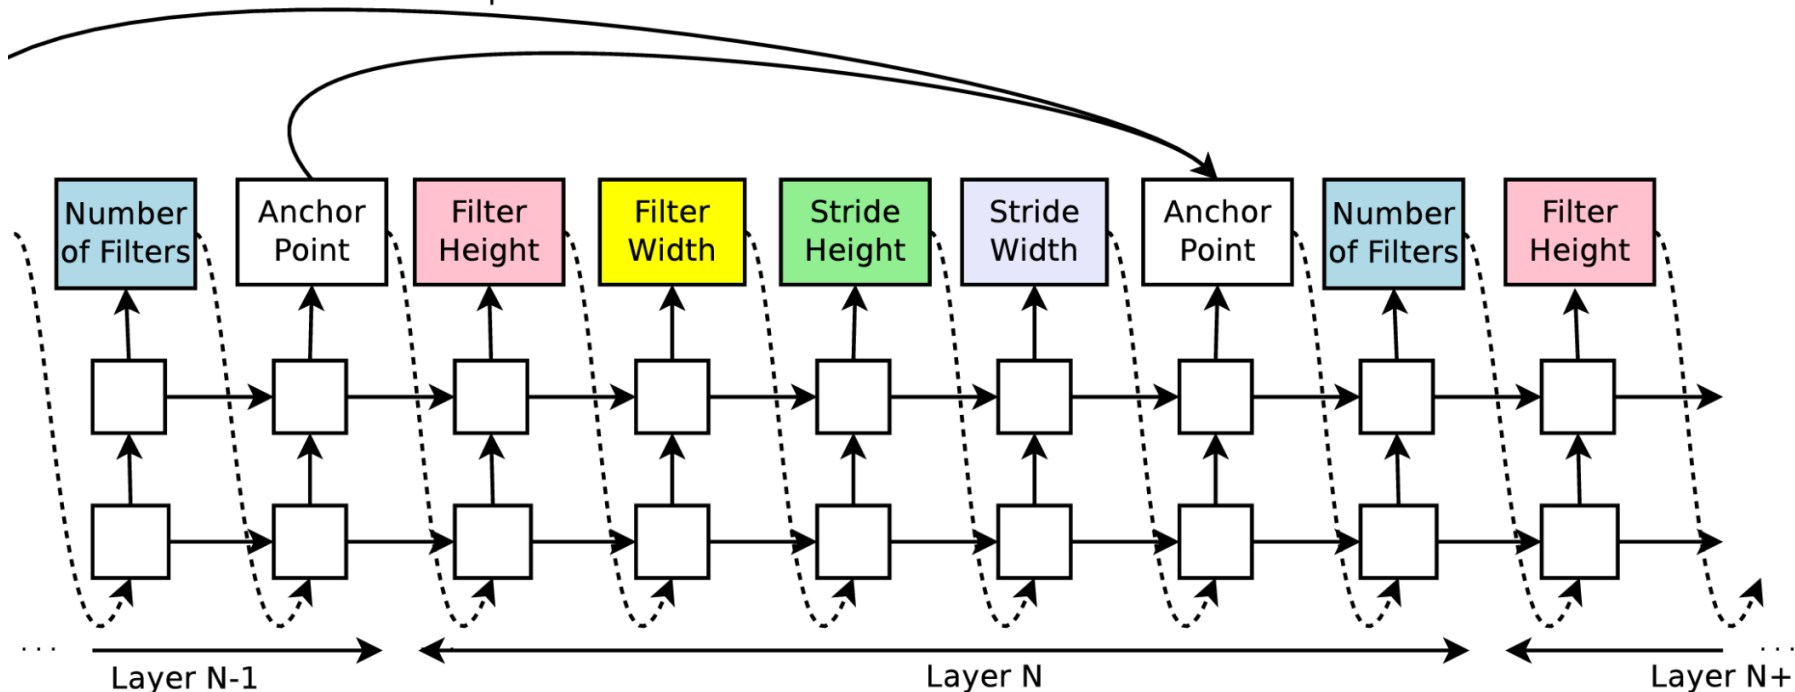 Number
of Filters
Anchor
Point
Filter
Height
Filter
Width
Stride
Height
Stride
Width
Anchor
Point
Number
of Filters
Filter
Height
...
Layer N-1
Layer N
Layer N+
...